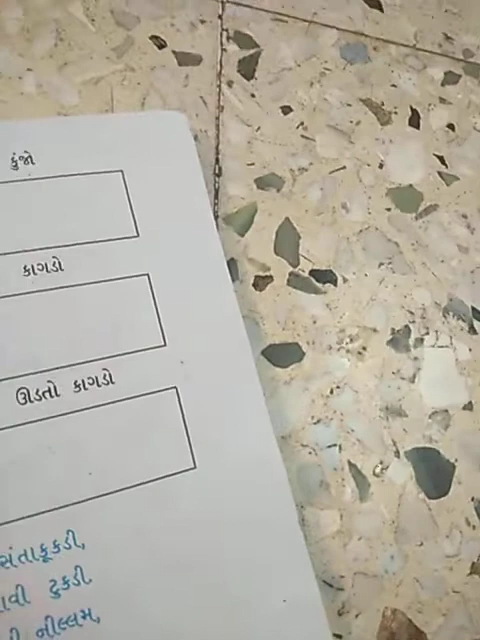 કુંજો
કાગડો
ઊડતો કાગડો
સંતાકૂકડી,
ટુકડી
નીલ્લમ,